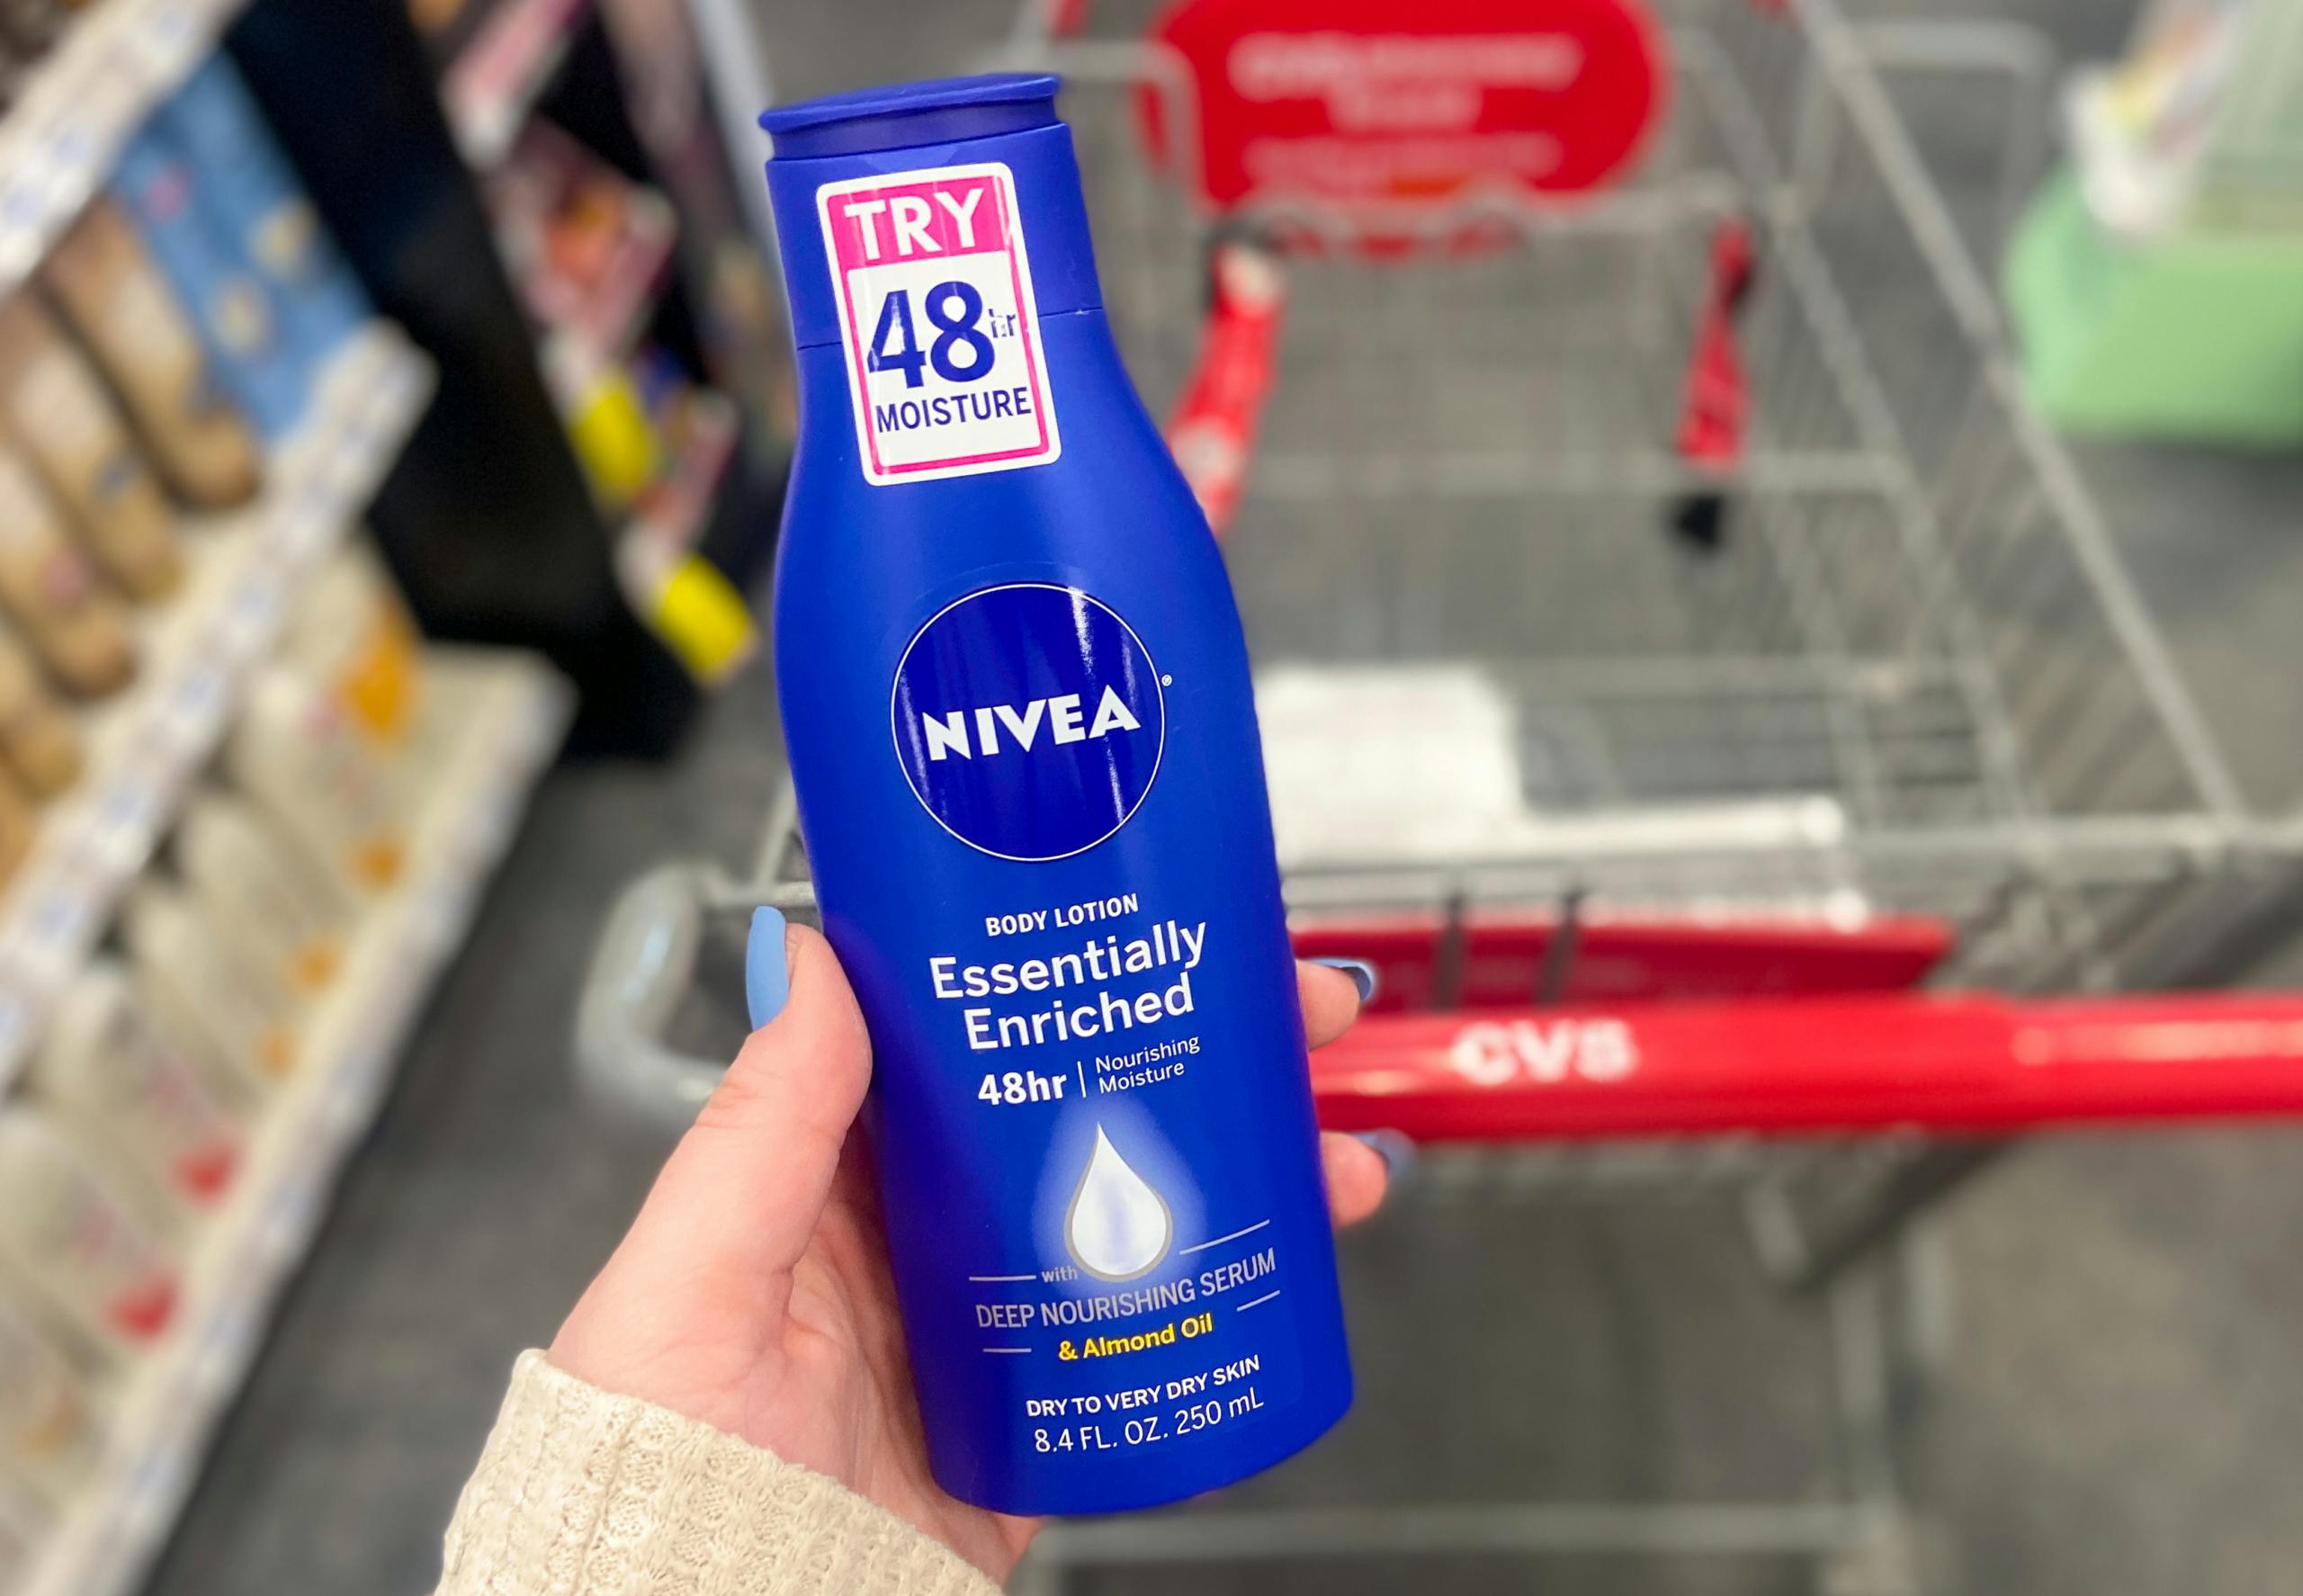 TRY
48hr
MOISTURE
NIVEA®
BODY LOTION
Essentially
Enriched
48hr | Nourishing
Moisture
with
DEEP NOURISHING SERUM
& Almond Oil
DRY TO VERY DRY SKIN
8.4 FL. OZ. 250 mL
CVS